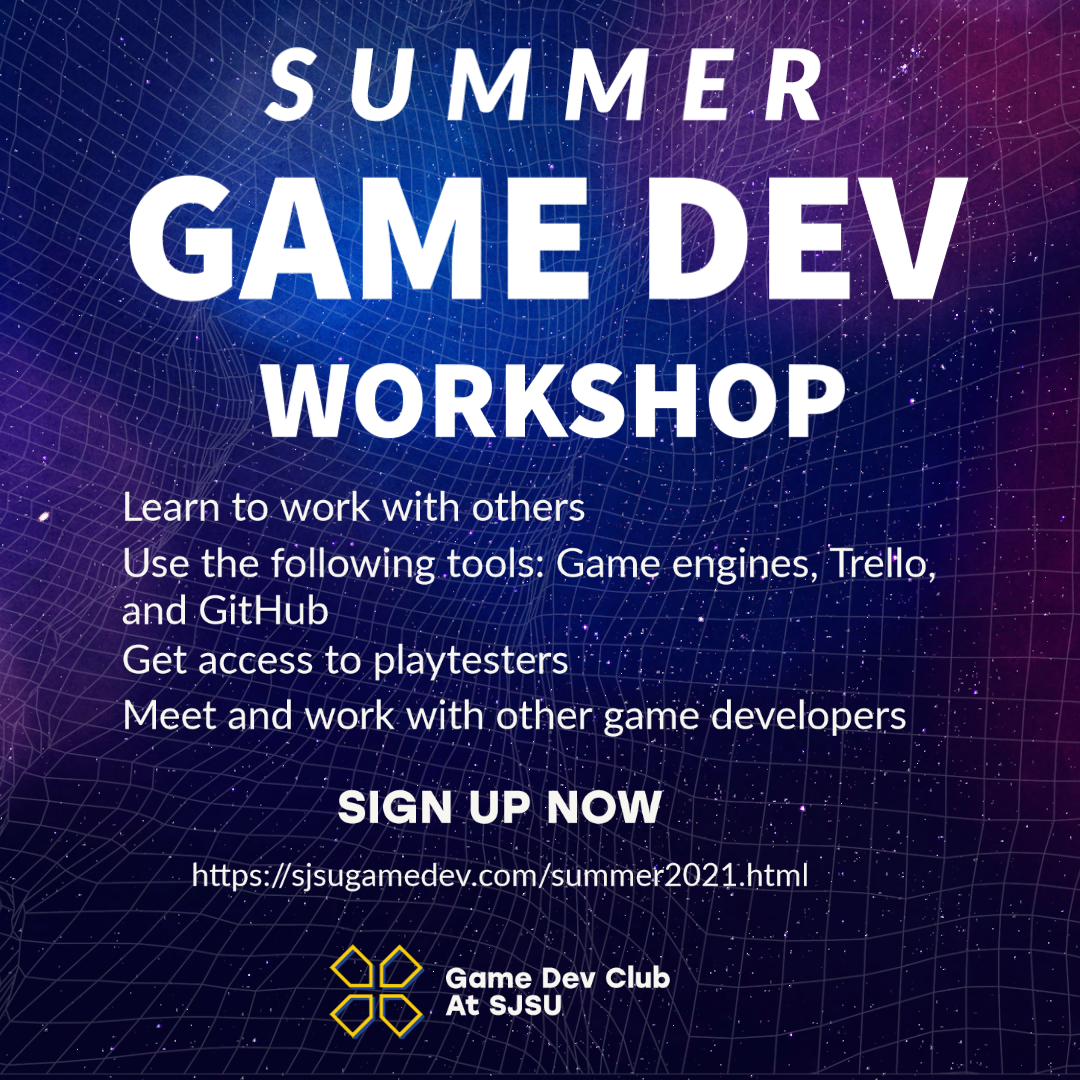 SUMMER
GAME DEV
WORKSHOP
Learn to work with others
Use the following tools: Game engines, Trello,
and GitHub
Get access to playtesters
Meet and work with other game developers
SIGN UP NOW
https://sjsugamedev.com/summer2021.html
Game Dev Club
At SJSU